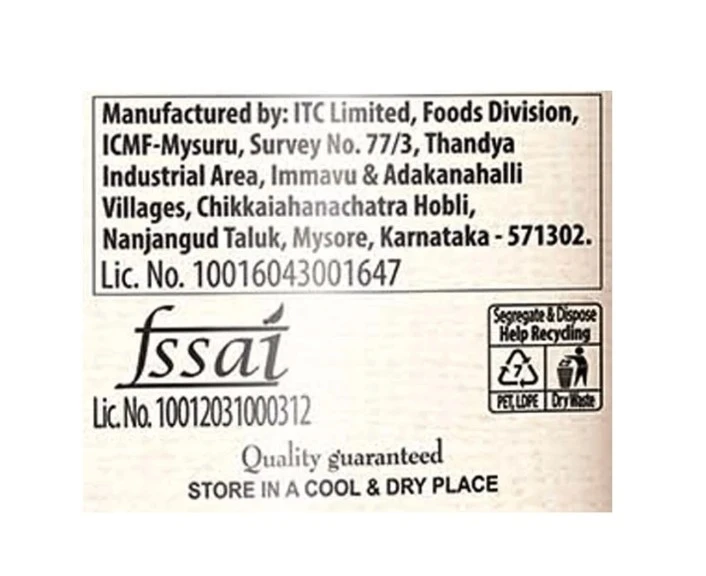 Manufactured by: ITC Limited, Foods Division,
ICMF-Mysuru, Survey No. 77/3, Thandya
Industrial Area, Immavu & Adakanahalli
Villages, Chikkaiahanachatra Hobli,
Nanjangud Taluk, Mysore, Karnataka - 571302.
Lic. No. 10016043001647
fssai
Lic. No. 10012031000312
Segregate & Dispose
Help Recycling
7
PET, LDPE Dry Waste
Quality guaranteed
STORE IN A COOL & DRY PLACE